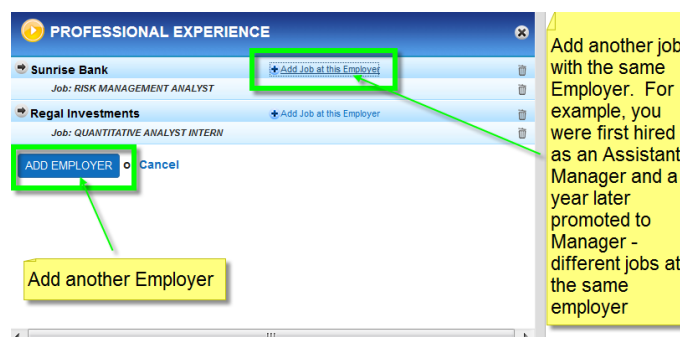 PROFESSIONAL EXPERIENCE
Sunrise Bank + Add Job at this Employer
Job: RISK MANAGEMENT ANALYST
Regal Investments + Add Job at this Employer
Job: QUANTITATIVE ANALYST INTERN
ADD EMPLOYER o Cancel
Add another Employer
Add another job
with the same
Employer. For
example, you
were first hired
as an Assistant
Manager and a
year later
promoted to
Manager -
different jobs at
the same
employer